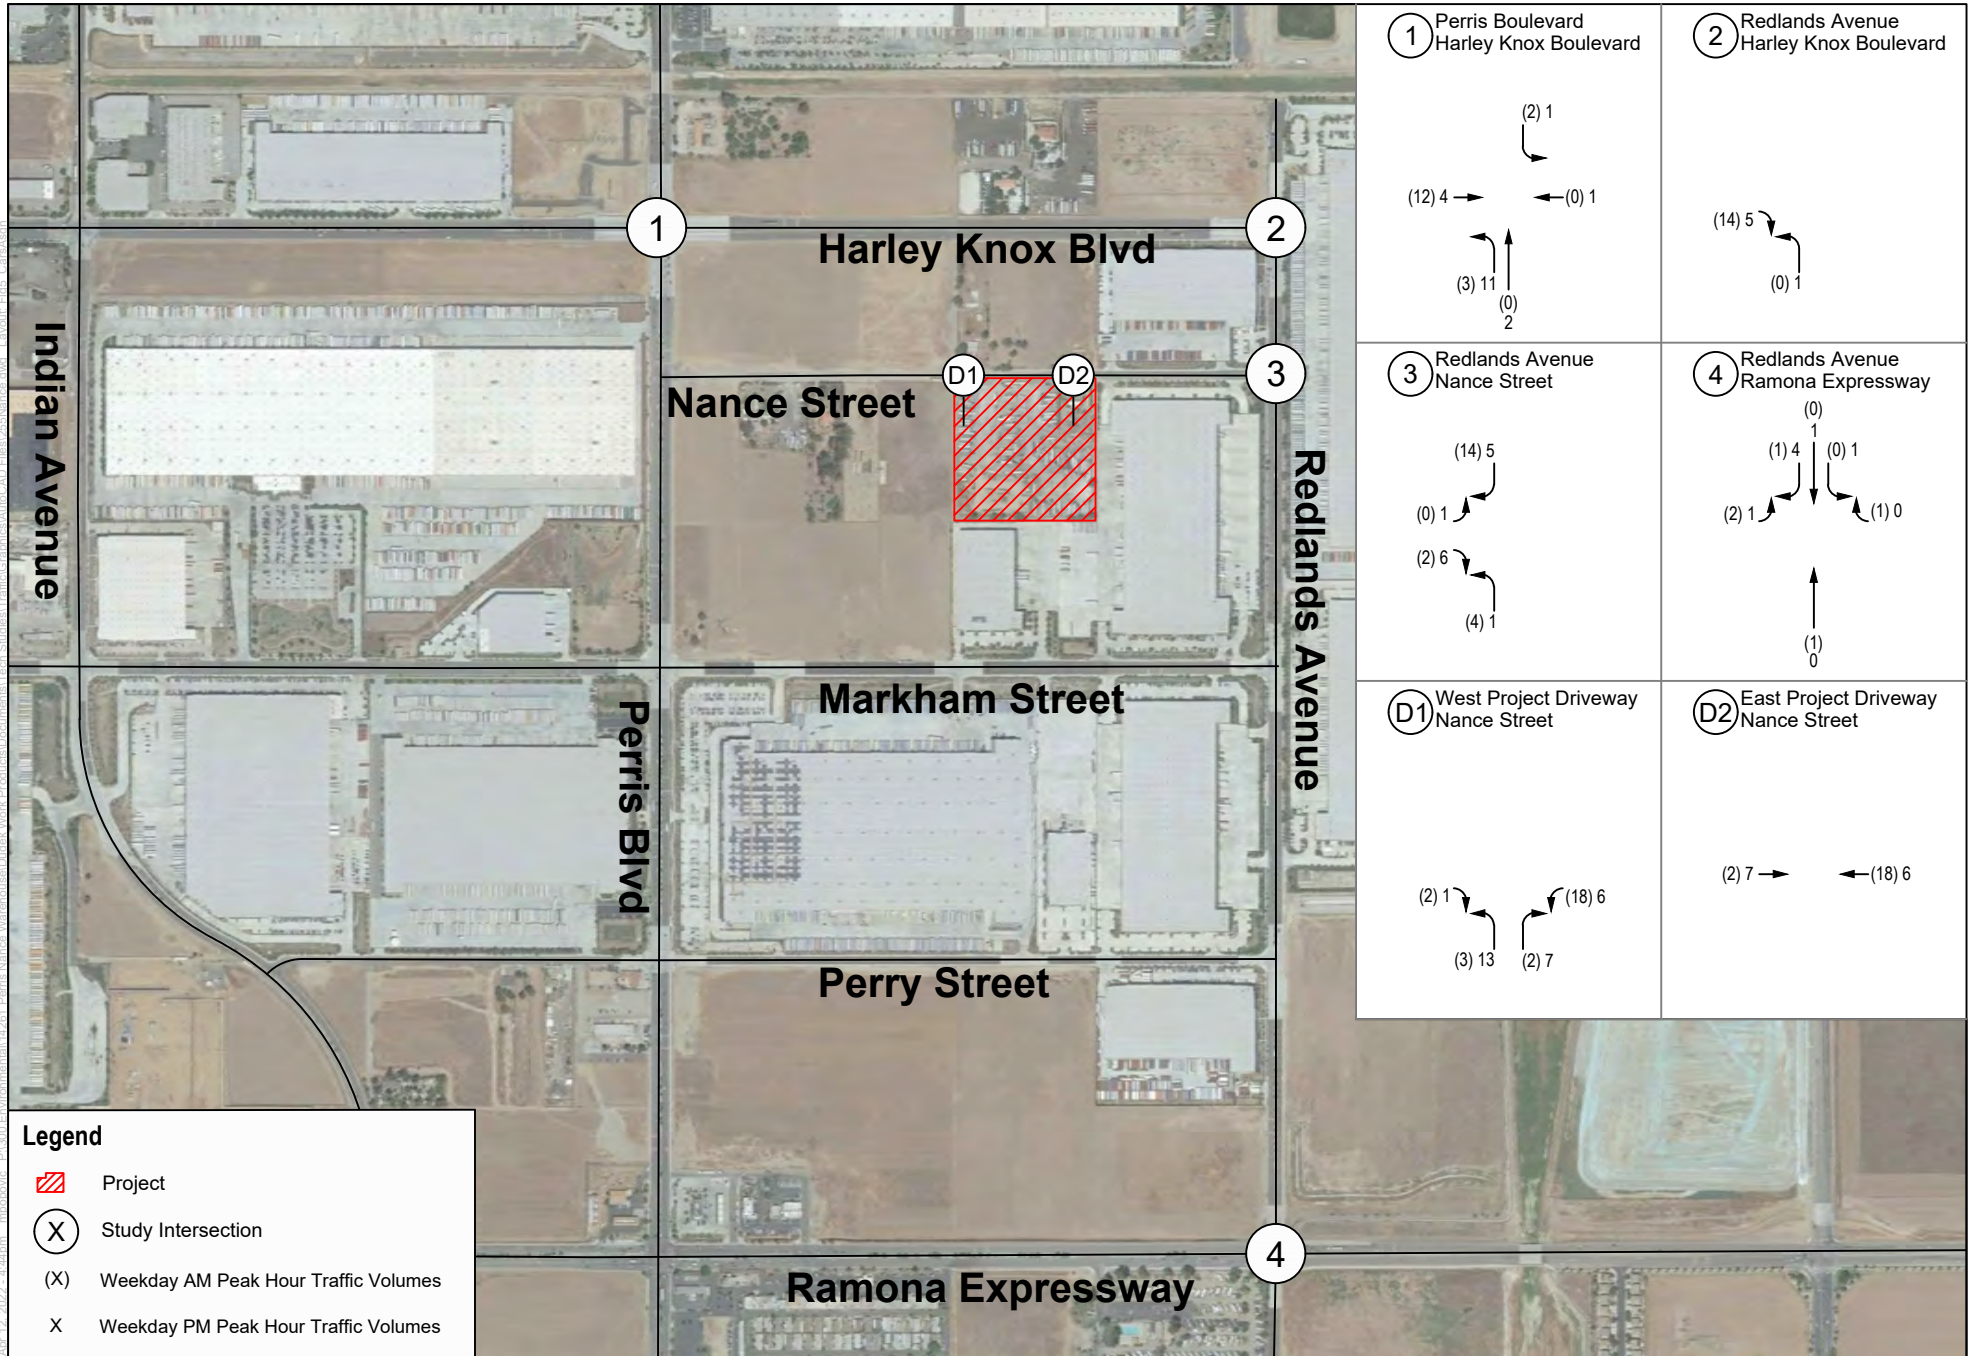 1 Perris Boulevard
Harley Knox Boulevard
(2) 1
(12) 4
(0) 1
(3) 11
(0)
2
2 Redlands Avenue
Harley Knox Boulevard
(14) 5
(0) 1
3 Redlands Avenue
Nance Street
(14) 5
(0) 1
(2) 6
(4) 1
4 Redlands Avenue
Ramona Expressway
(0)
1
(1) 4
(0) 1
(2) 1
(1) 0
(1)
0
D1 West Project Driveway
Nance Street
(2) 1
(18) 6
(3) 13
(2) 7
D2 East Project Driveway
Nance Street
(2) 7
(18) 6
1
2
Harley Knox Blvd
Indian Avenue
D1
D2
3
Nance Street
Redlands Avenue
Markham Street
Perris Blvd
Perry Street
4
Ramona Expressway
Legend
Project
X Study Intersection
(X) Weekday AM Peak Hour Traffic Volumes
X Weekday PM Peak Hour Traffic Volumes